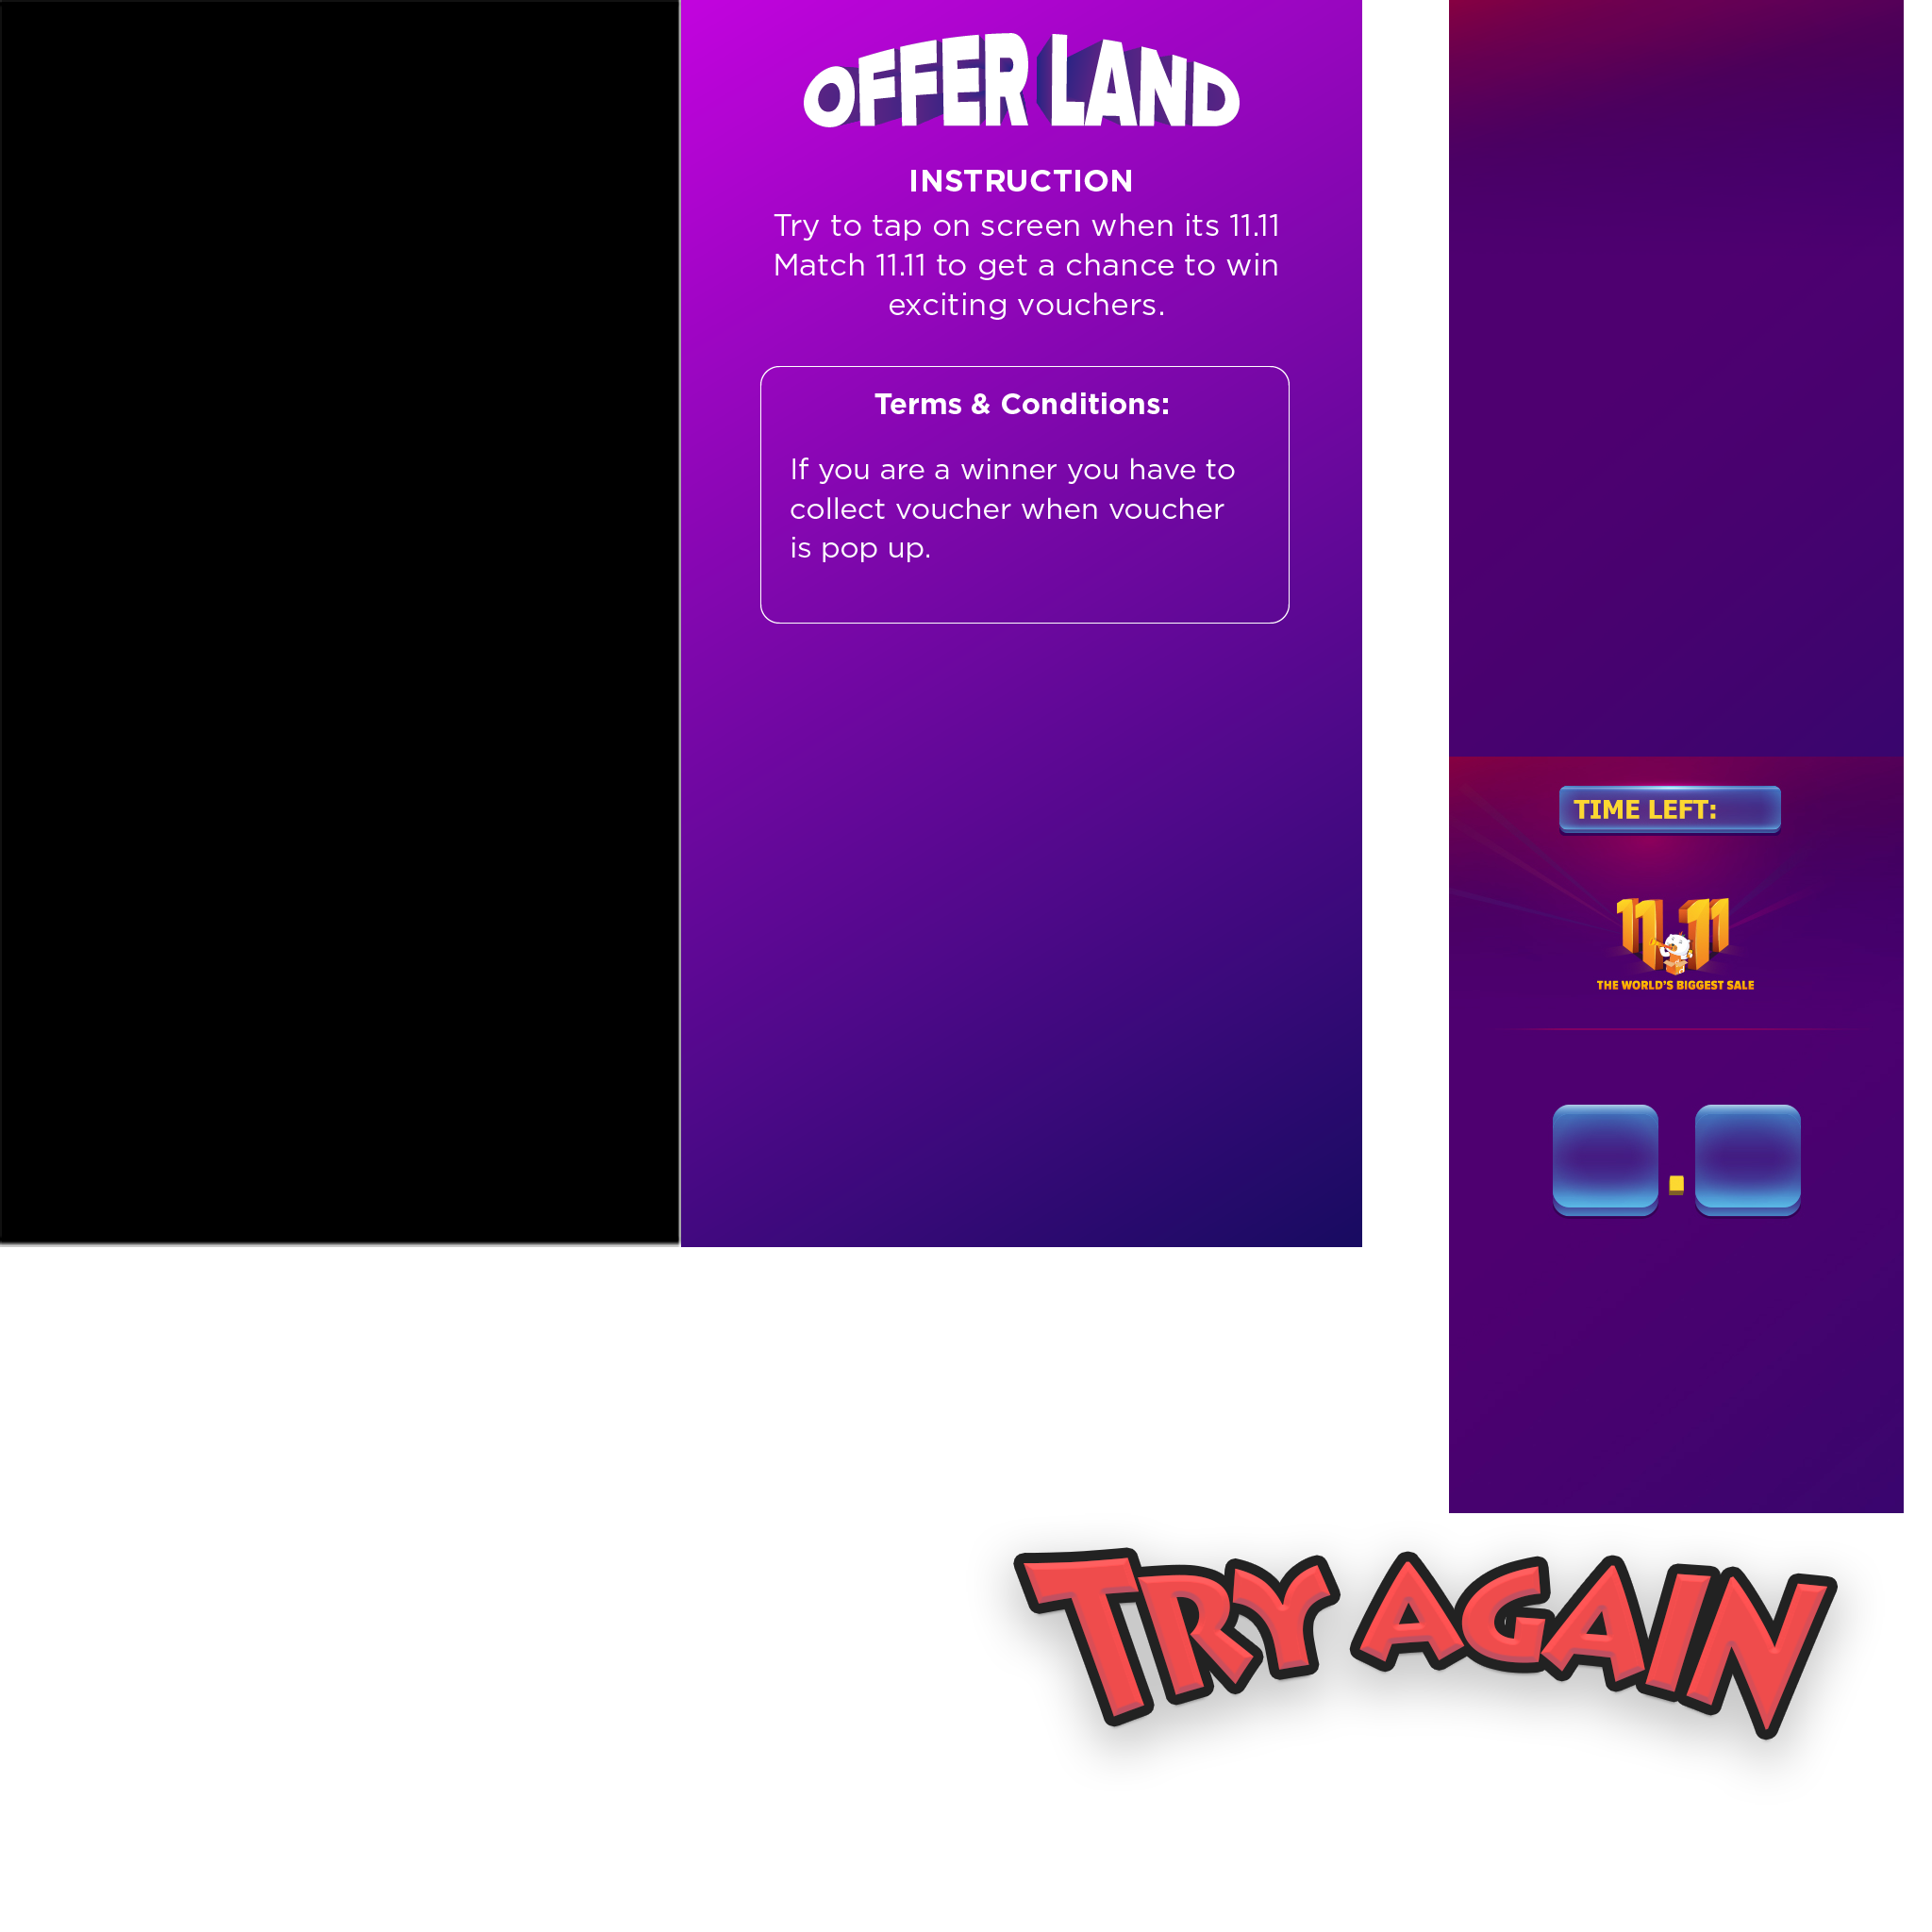 OFFER LAND
INSTRUCTION
Try to tap on screen when its 11.11
Match 11.11 to get a chance to win
exciting vouchers.
Terms & Conditions:
If you are a winner you have to
collect voucher when voucher
is pop up.
TIME LEFT:
11.11
THE WORLD'S BIGGEST SALE
.
TRY AGAIN